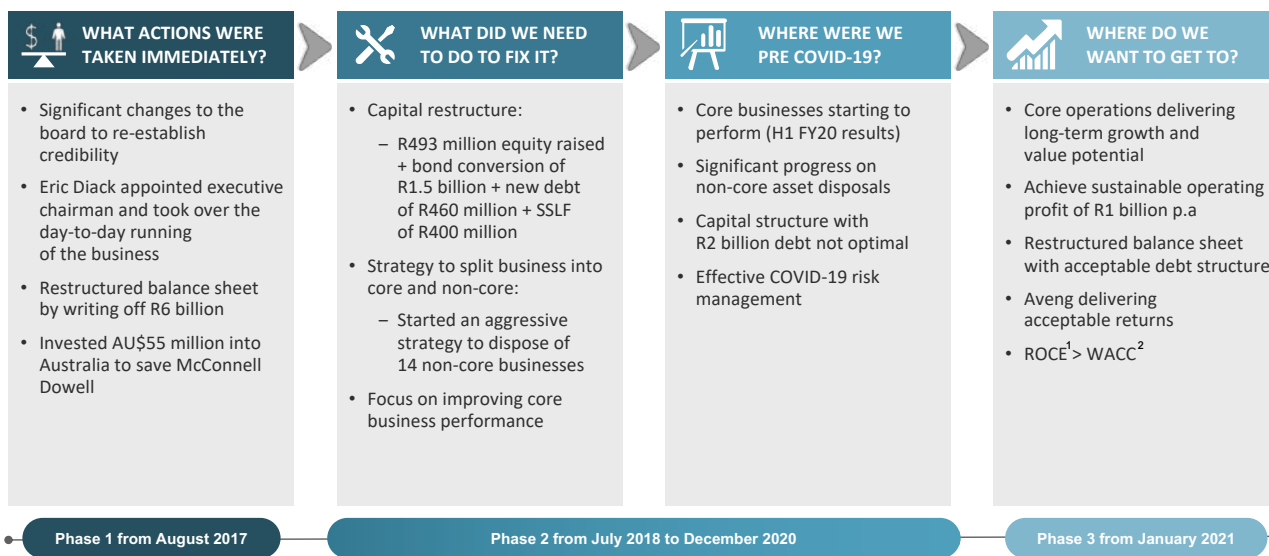 $
WHAT ACTIONS WERE
TAKEN IMMEDIATELY?
• Significant changes to the
board to re-establish
credibility
• Eric Diack appointed executive
chairman and took over the
day-to-day running
of the business
• Restructured balance sheet
by writing off R6 billion
• Invested AU$55 million into
Australia to save McConnell
Dowell
WHAT DID WE NEED
TO DO TO FIX IT?
• Capital restructure:
– R493 million equity raised
+ bond conversion of
R1.5 billion + new debt
of R460 million + SSLF
of R400 million
• Strategy to split business into
core and non-core:
– Started an aggressive
strategy to dispose of
14 non-core businesses
• Focus on improving core
business performance
WHERE WERE WE
PRE COVID-19?
• Core businesses starting to
perform (H1 FY20 results)
• Significant progress on
non-core asset disposals
• Capital structure with
R2 billion debt not optimal
• Effective COVID-19 risk
management
WHERE DO WE
WANT TO GET TO?
• Core operations delivering
long-term growth and
value potential
• Achieve sustainable operating
profit of R1 billion p.a
• Restructured balance sheet
with acceptable debt structure
• Aveng delivering
acceptable returns
• ROCE¹> WACC²
Phase 1 from August 2017
Phase 2 from July 2018 to December 2020
Phase 3 from January 2021